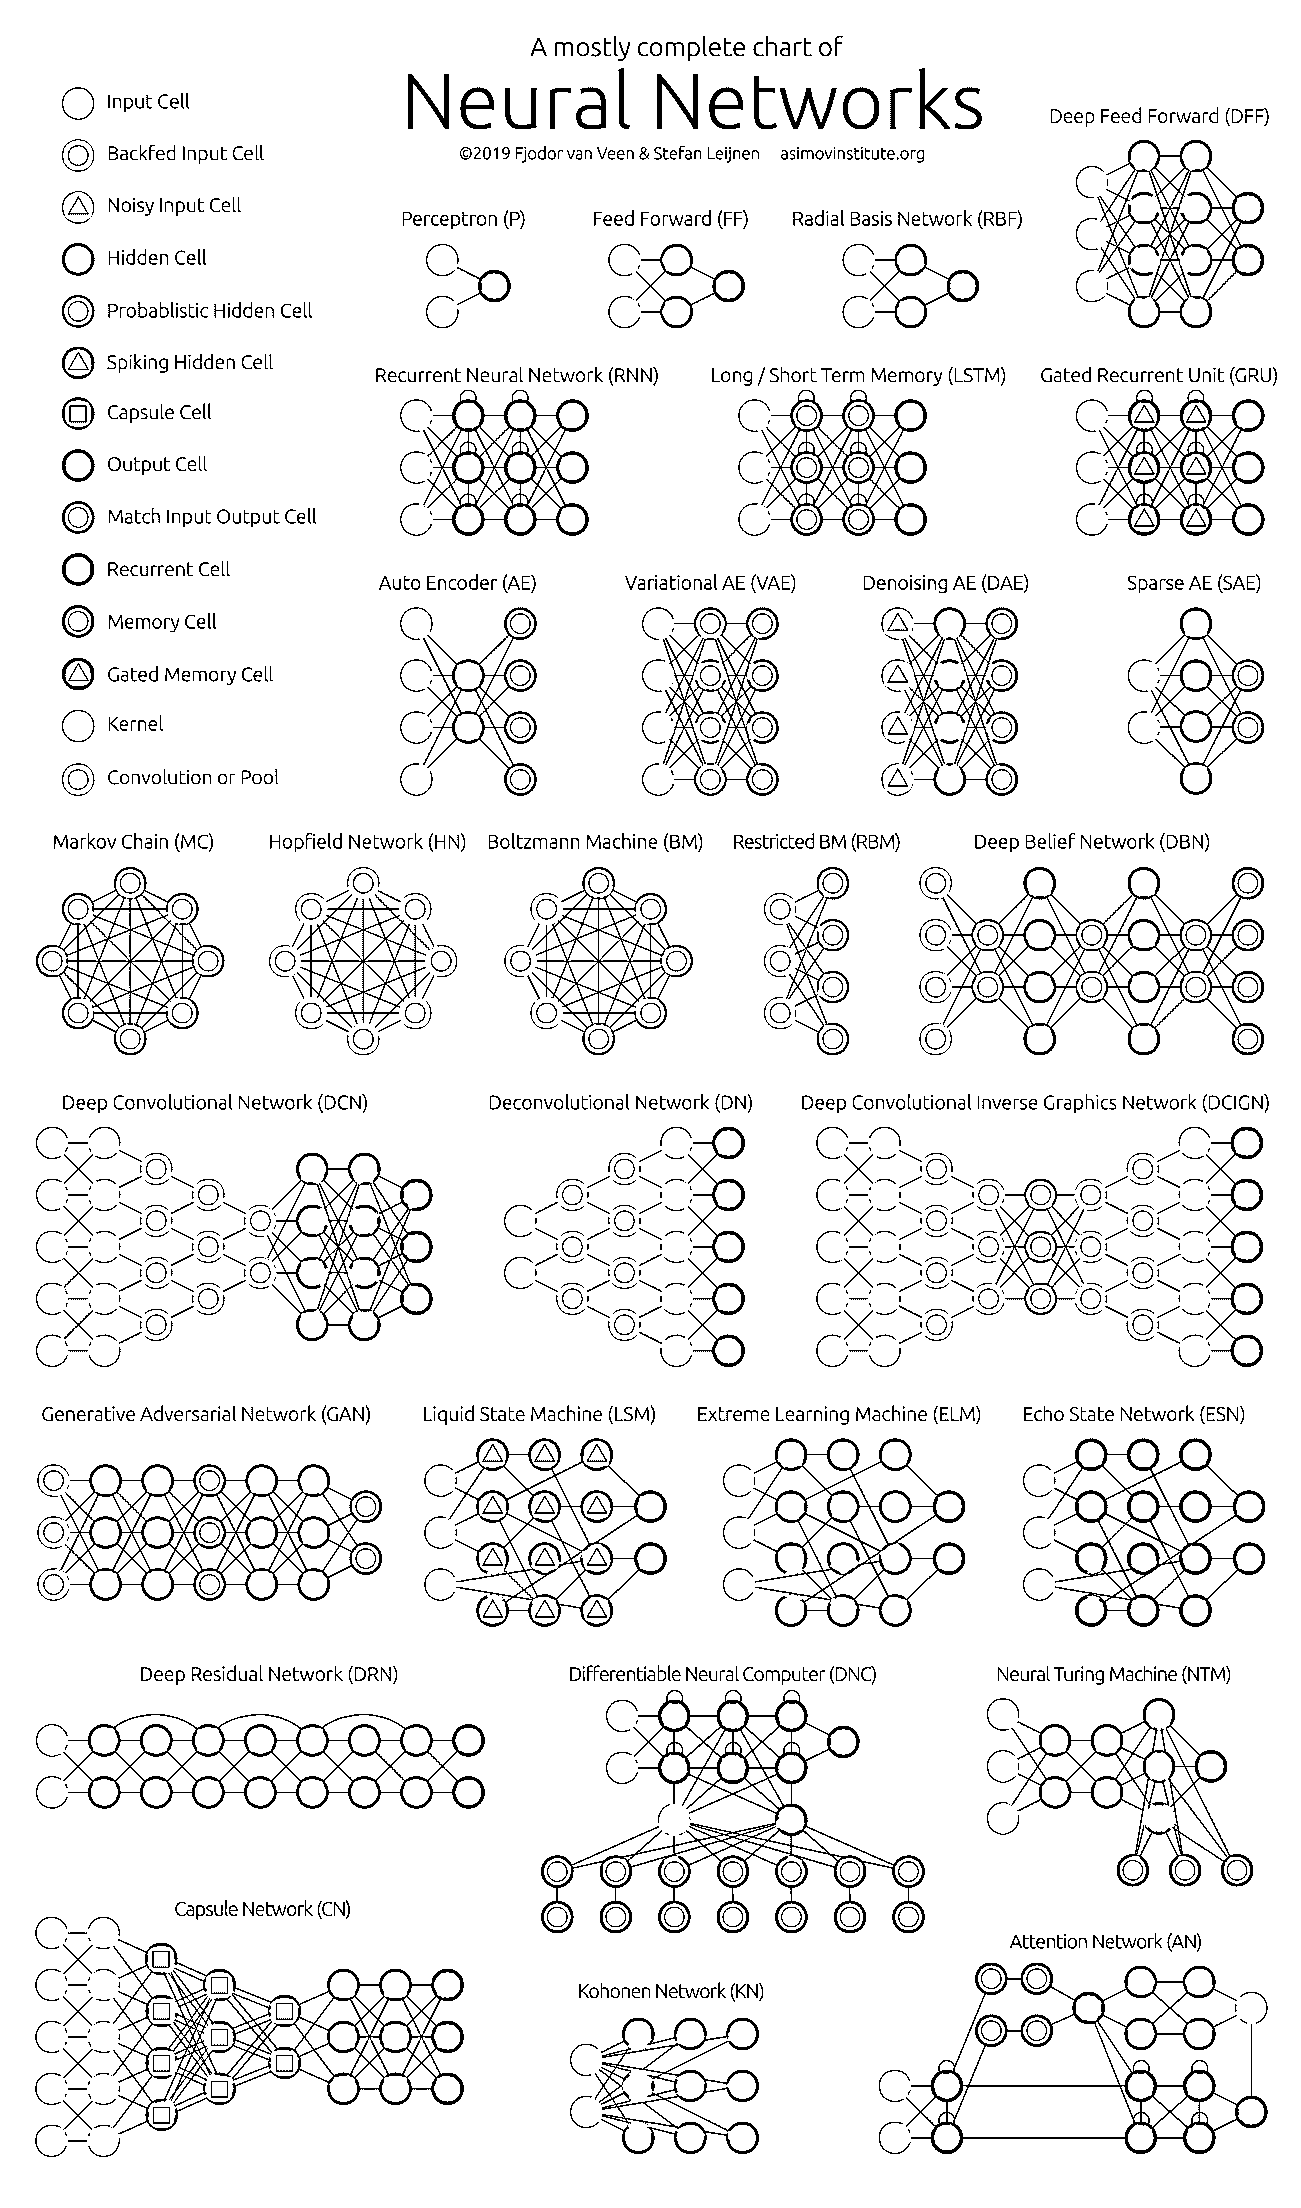 A mostly complete chart of
Neural Networks
©2019 Fjodor van Veen & Stefan Leijnen asimovinstitute.org
Input Cell
Backfed Input Cell
Noisy Input Cell
Hidden Cell
Probablistic Hidden Cell
Spiking Hidden Cell
Capsule Cell
Output Cell
Match Input Output Cell
Recurrent Cell
Memory Cell
Gated Memory Cell
Kernel
Convolution or Pool
Deep Feed Forward (DFF)
Perceptron (P)
Feed Forward (FF)
Radial Basis Network (RBF)
Recurrent Neural Network (RNN)
Long / Short Term Memory (LSTM)
Gated Recurrent Unit (GRU)
Auto Encoder (AE)
Variational AE (VAE)
Denoising AE (DAE)
Sparse AE (SAE)
Markov Chain (MC)
Hopfield Network (HN)
Boltzmann Machine (BM)
Restricted BM (RBM)
Deep Belief Network (DBN)
Deep Convolutional Network (DCN)
Deconvolutional Network (DN)
Deep Convolutional Inverse Graphics Network (DCIGN)
Generative Adversarial Network (GAN)
Liquid State Machine (LSM)
Extreme Learning Machine (ELM)
Echo State Network (ESN)
Deep Residual Network (DRN)
Differentiable Neural Computer (DNC)
Neural Turing Machine (NTM)
Capsule Network (CN)
Kohonen Network (KN)
Attention Network (AN)